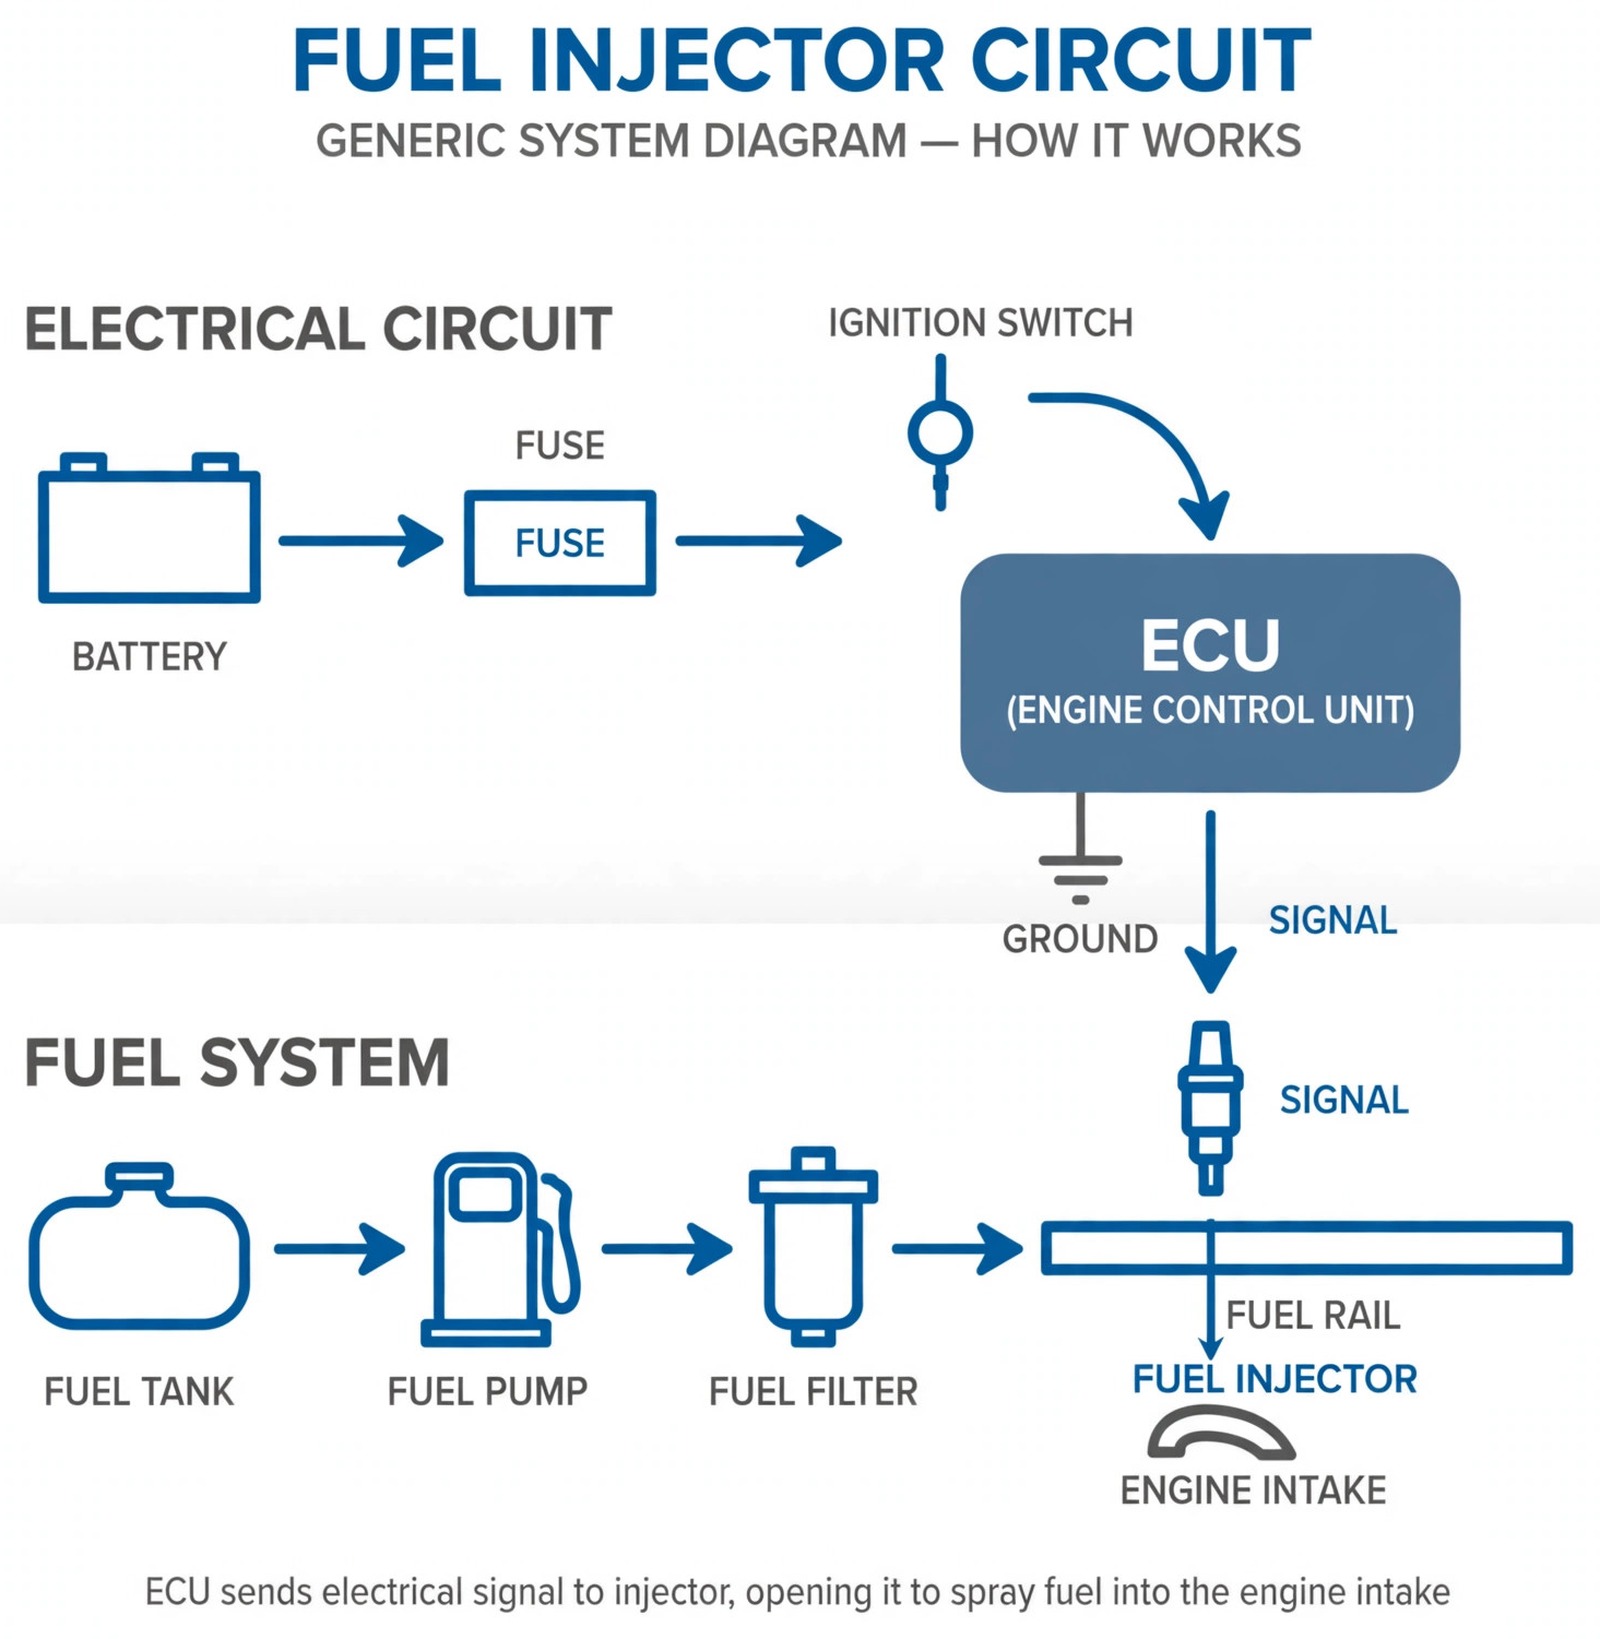 FUEL INJECTOR CIRCUIT
GENERIC SYSTEM DIAGRAM — HOW IT WORKS
ELECTRICAL CIRCUIT
IGNITION SWITCH
FUSE
FUSE
BATTERY
ECU
(ENGINE CONTROL UNIT)
GROUND
SIGNAL
FUEL SYSTEM
SIGNAL
FUEL TANK
FUEL PUMP
FUEL FILTER
FUEL RAIL
FUEL INJECTOR
ENGINE INTAKE
ECU sends electrical signal to injector, opening it to spray fuel into the engine intake